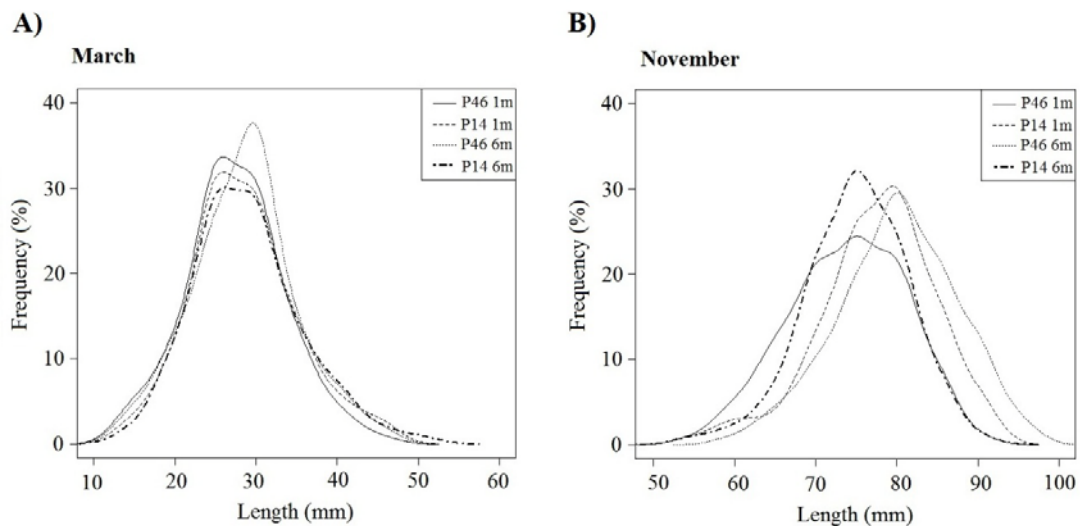 A)
March
Frequency (%)
40
30
20
10
0
P46 1m
P14 1m
P46 6m
P14 6m
10 20 30 40 50 60
Length (mm)
B)
November
Frequency (%)
40
30
20
10
0
P46 1m
P14 1m
P46 6m
P14 6m
50 60 70 80 90 100
Length (mm)